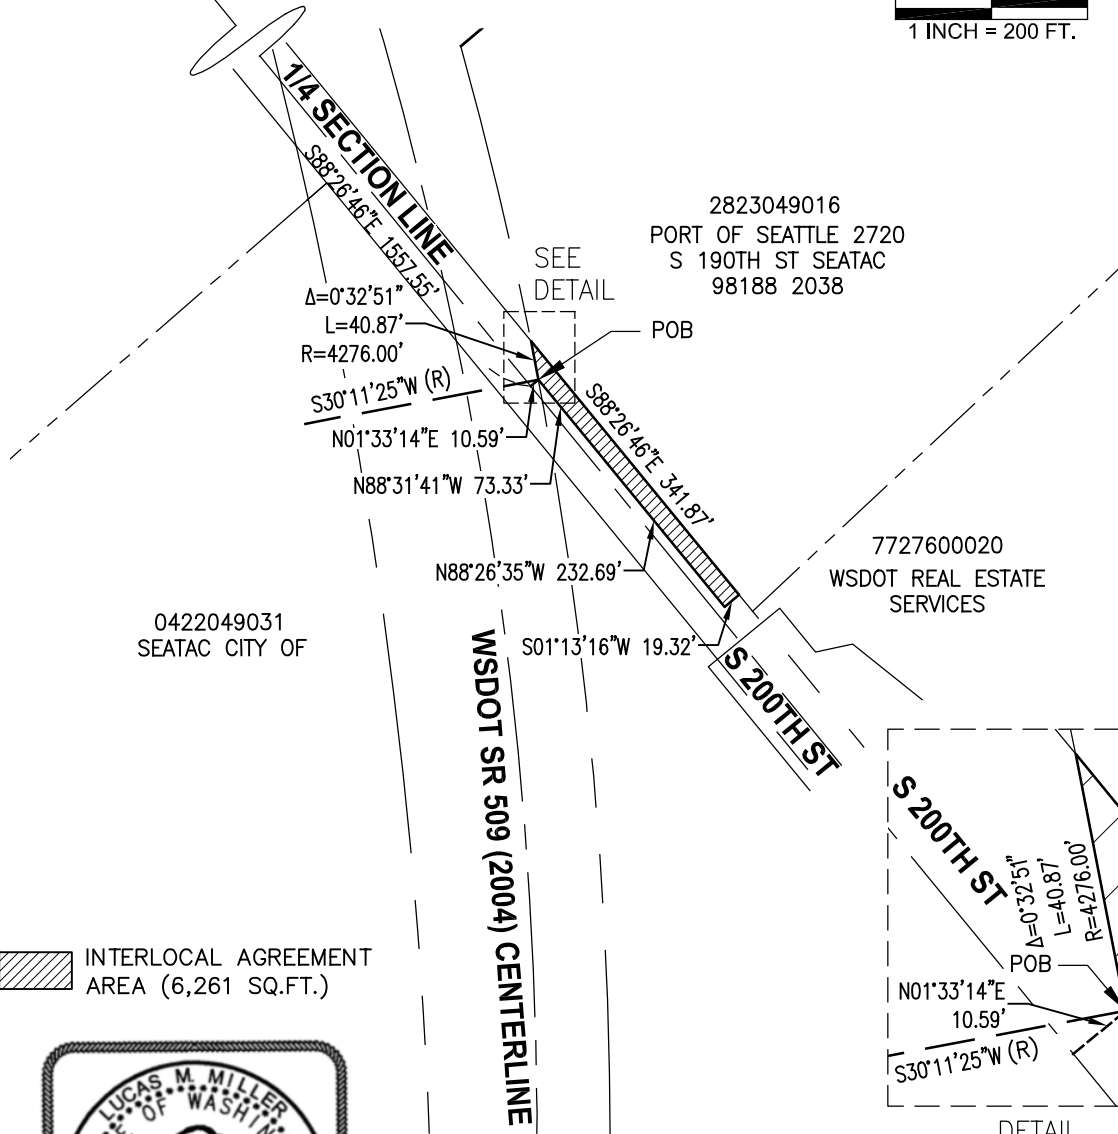 1 INCH = 200 FT.
1/4 SECTION LINE
S88°26'46"E 1557.55'
2823049016
PORT OF SEATTLE 2720
S 190TH ST SEATAC
98188 2038
SEE
DETAIL
Δ=0°32'51"
L=40.87'
R=4276.00'
POB
S30°11'25"W (R)
N01°33'14"E 10.59'
S88°26'46"E 341.87'
N88°31'41"W 73.33'
7727600020
WSDOT REAL ESTATE
SERVICES
N88°26'35"W 232.69'
0422049031
SEATAC CITY OF
S01°13'16"W 19.32'
S 200TH ST
WSDOT SR 509 (2004) CENTERLINE
S 200TH ST
Δ=0°32'51"
L=40.87'
R=4276.00'
POB
N01°33'14"E
10.59'
S30°11'25"W (R)
DETAIL
INTERLOCAL AGREEMENT
AREA (6,261 SQ.FT.)
LUCAS M. MILLER
OF WASHIN